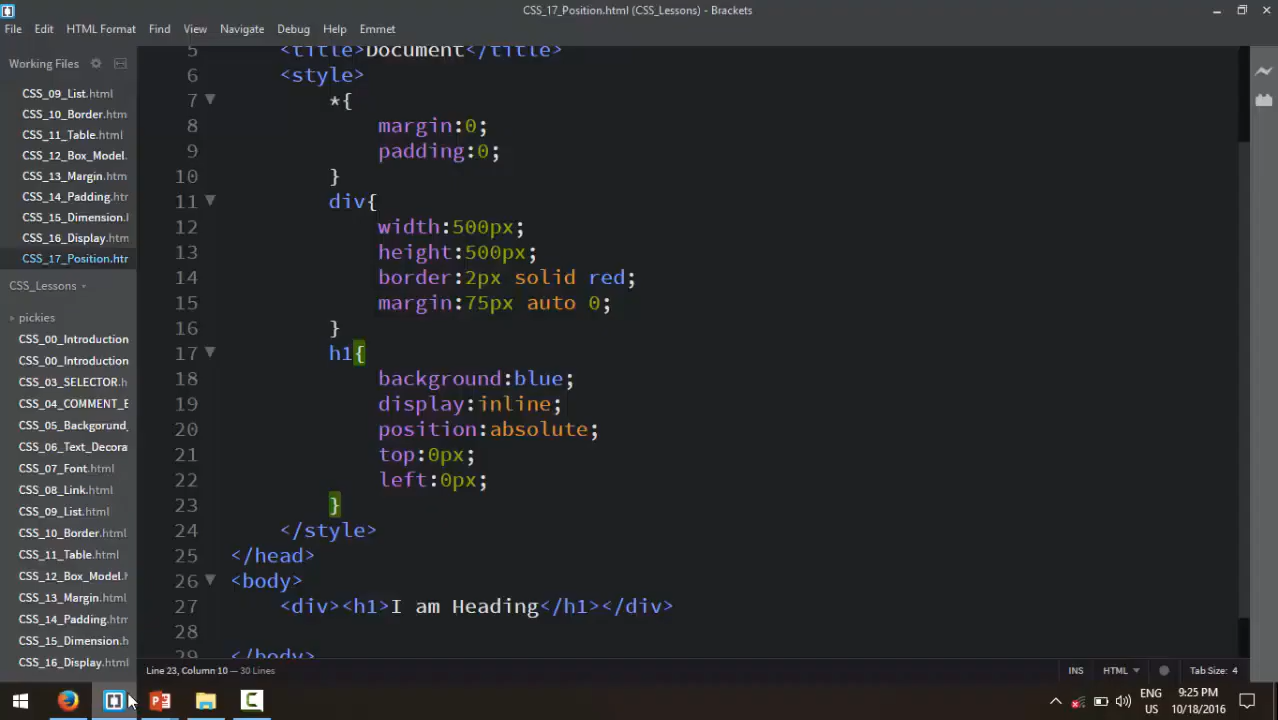 CSS_17_Position.html (CSS_Lessons) - Brackets
File Edit View Navigate Debug Help Emmet
HTML Format Find
Working Files
CSS_09_List.html
CSS_10_Border.htm
CSS_11_Table.html
CSS_12_Box_Model.
CSS_13_Margin.htm
CSS_14_Padding.htr
CSS_15_Dimension.l
CSS_16_Display.htm
CSS_17_Position.htr
CSS_Lessons
pickies
CSS_00_Introduction
CSS_00_Introduction
CSS_03_SELECTOR.h
CSS_04_COMMENT_E
CSS_05_Backgorund_
CSS_06_Text_Decora
CSS_07_Font.html
CSS_08_Link.html
CSS_09_List.html
CSS_10_Border.html
CSS_11_Table.html
CSS_12_Box_Model.h
CSS_13_Margin.html
CSS_14_Padding.htm
CSS_15_Dimension.h
CSS_16_Display.html
5 <title>Document</title>
6 <style>
7 *{
8 margin:0;
9 padding:0;
10 }
11 div{
12 width:500px;
13 height:500px;
14 border:2px solid red;
15 margin:75px auto 0;
16 }
17 h1{
18 background:blue;
19 display:inline;
20 position:absolute;
21 top:0px;
22 left:0px;
23 }
24 </style>
25 </head>
26 <body>
27 <div><h1>I am Heading</h1></div>
28
29 </body>
Line 23, Column 10 — 30 Lines
INS HTML Tab Size: 4
ENG 9:25 PM
US 10/18/2016